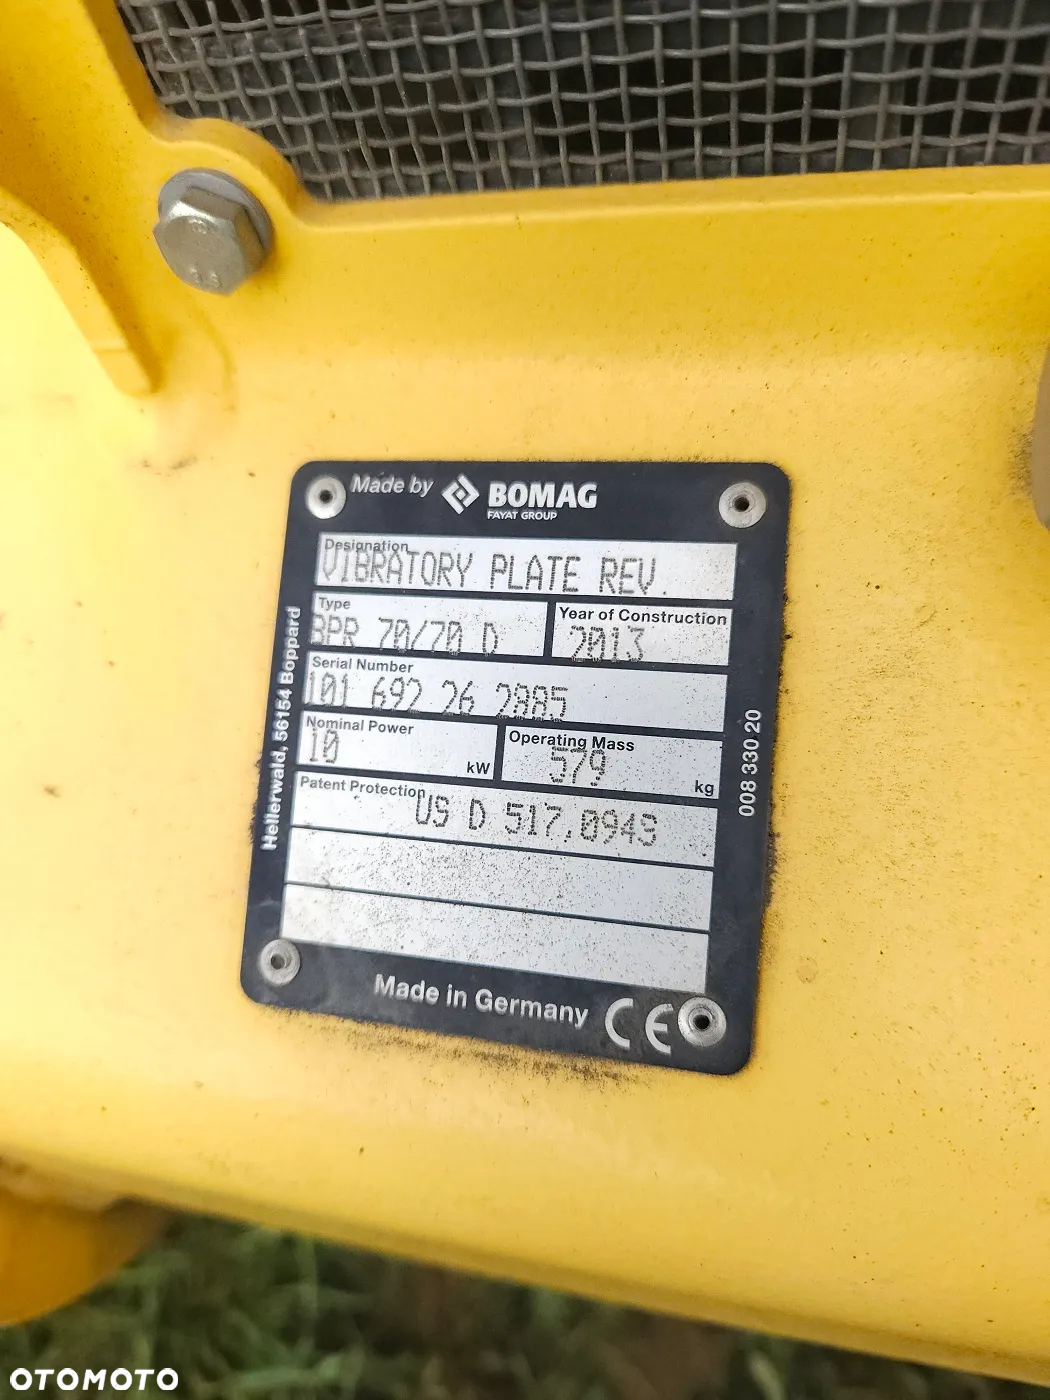 Made by BOMAG
FAYAT GROUP
Designation
VIBRATORY PLATE REV.
Type
BPR 70/70 D
Year of Construction
2013
Serial Number
101 692 26 2885
Nominal Power
10 kW
Operating Mass
579 kg
Patent Protection
US D 517,094S
Made in Germany CE
Hellerwald, 56154 Boppard
008 330 20
OTOMOTO